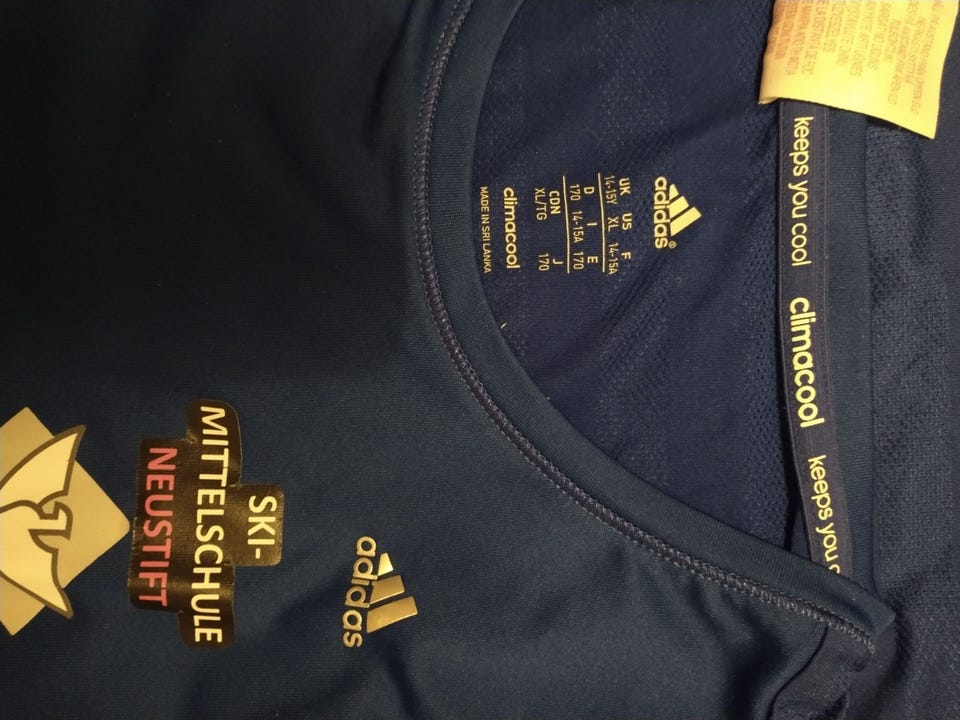 adidas®
UK US F
14-15Y XL 14-15A
D I E
170 14-15A 170
CDN J
XL/TG 170
climacool
MADE IN SRI LANKA
keeps you cool climacool keeps you c
adidas
SKI-
MITTELSCHULE
NEUSTIFT